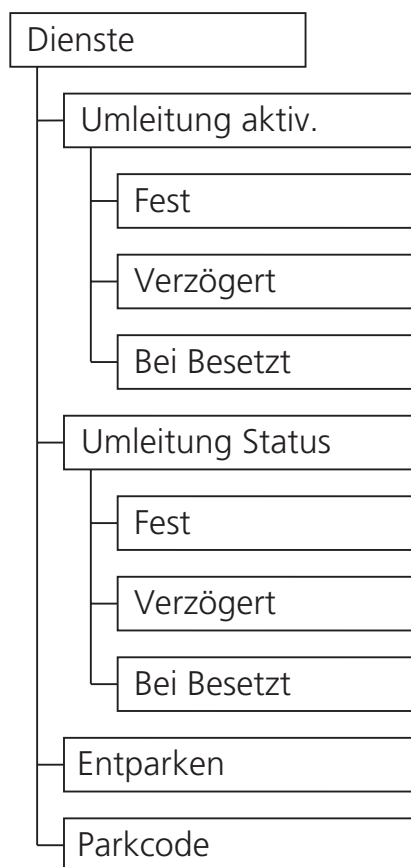 Dienste
Umleitung aktiv.
Fest
Verzögert
Bei Besetzt
Umleitung Status
Fest
Verzögert
Bei Besetzt
Entparken
Parkcode